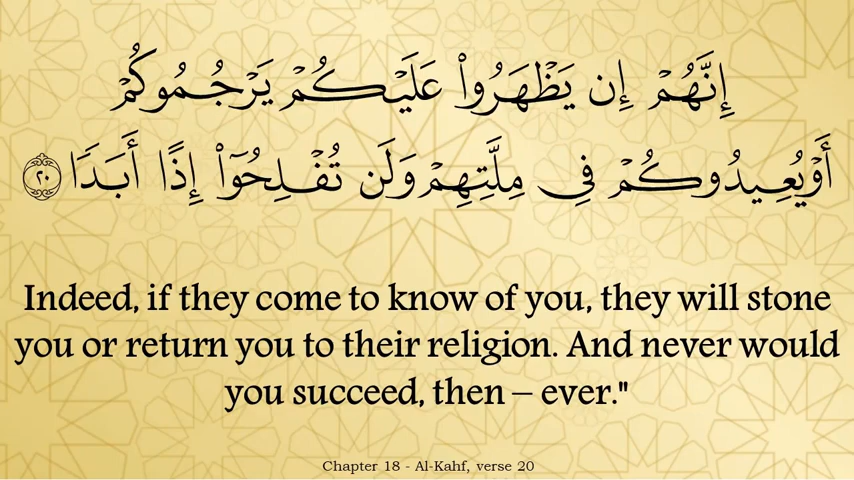 إِنَّهُمْ إِن يَظْهَرُوا۟ عَلَيْكُمْ يَرْجُمُوكُمْ
أَوْ يُعِيدُوكُمْ فِى مِلَّتِهِمْ وَلَن تُفْلِحُوٓا۟ إِذًا أَبَدًا ٢٠
Indeed, if they come to know of you, they will stone
you or return you to their religion. And never would
you succeed, then – ever."
Chapter 18 - Al-Kahf, verse 20